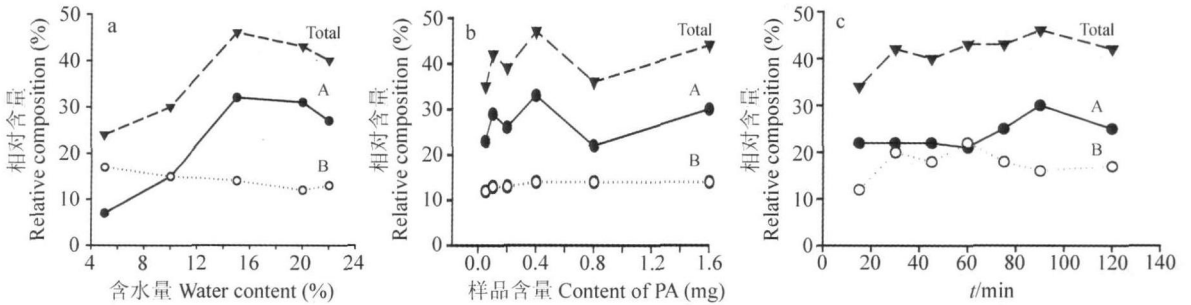 a
相对含量
Relative composition (%)
50
40
30
20
10
0
Total
A
B
4
8
12
16
20
24
含水量 Water content (%)
b
相对含量
Relative composition (%)
50
40
30
20
10
0
Total
A
B
0.0
0.4
0.8
1.2
1.6
样品含量 Content of PA (mg)
c
相对含量
Relative composition (%)
50
40
30
20
10
0
Total
A
B
0
20
40
60
80
100
120
140
t/min